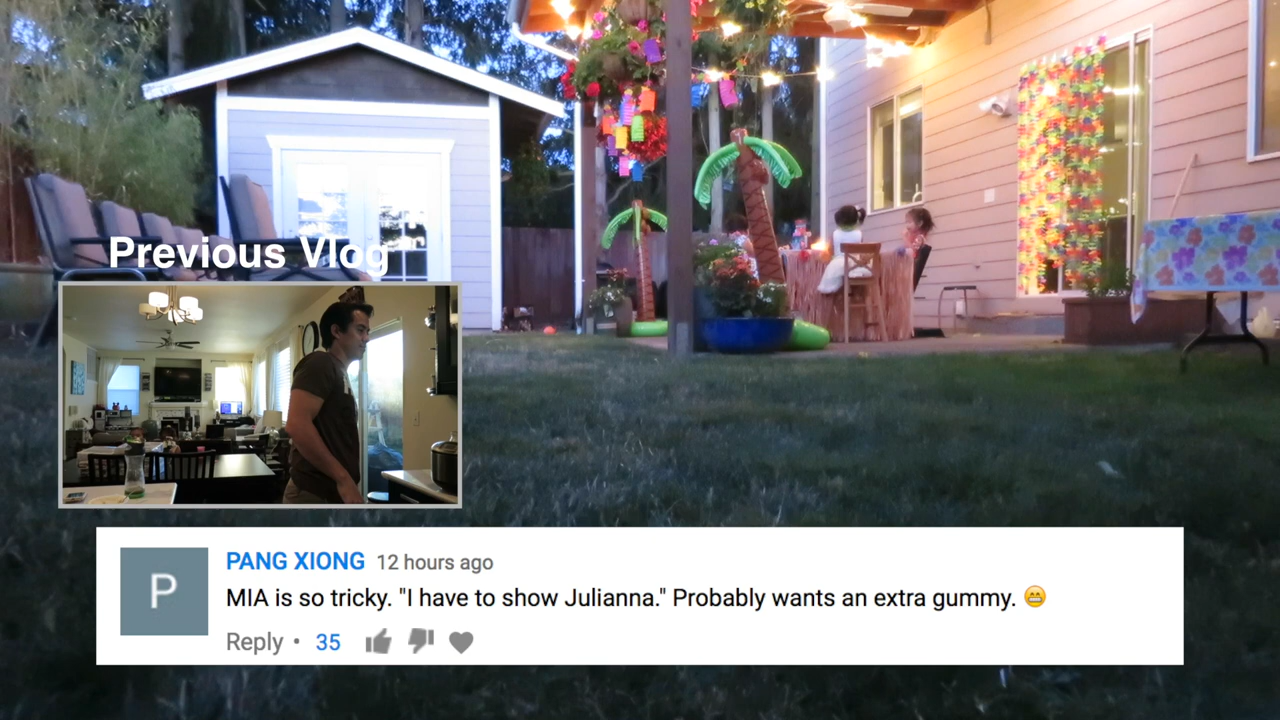 Previous Vlog
P
PANG XIONG 12 hours ago
MIA is so tricky. "I have to show Julianna." Probably wants an extra gummy. 😁
Reply • 35